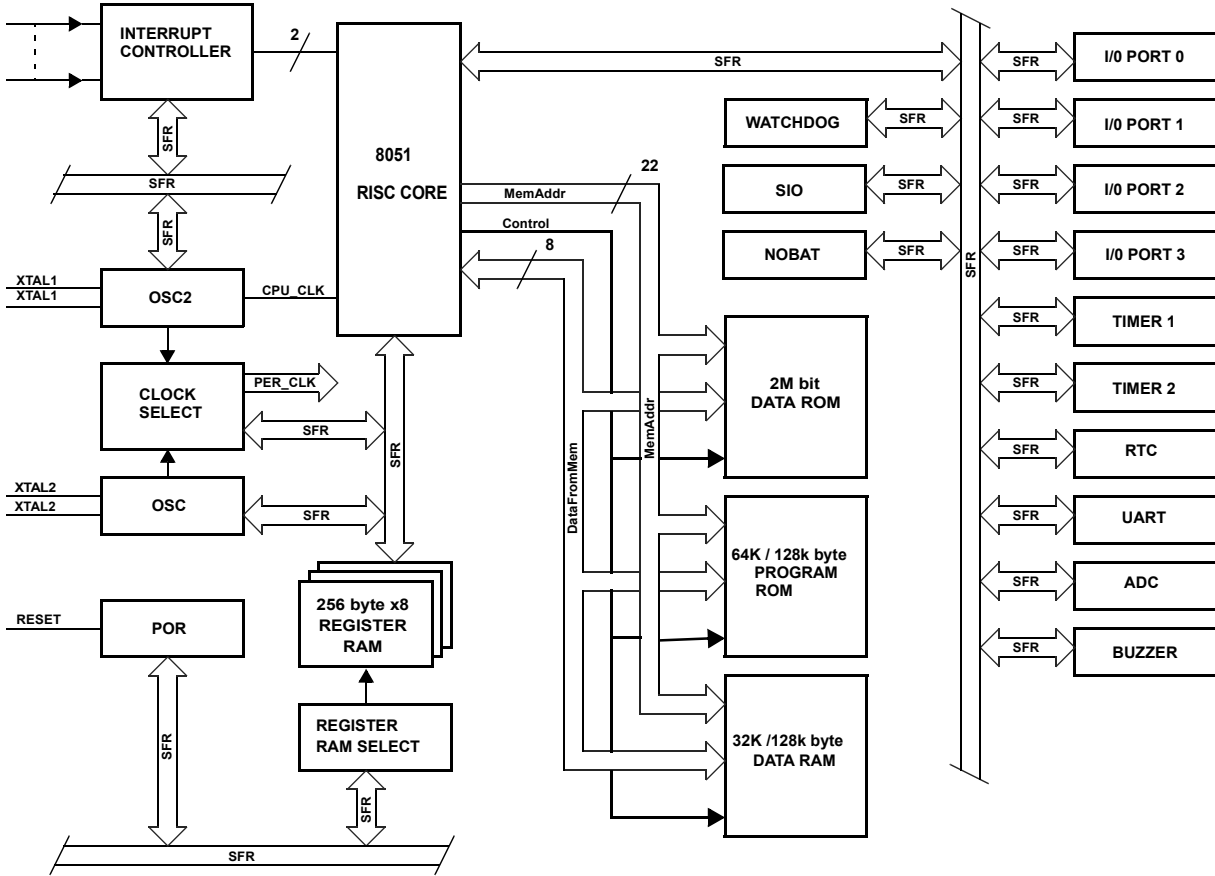 INTERRUPT
CONTROLLER
2
SFR
SFR
SFR
XTAL1
XTAL1
OSC2
CPU_CLK
CLOCK
SELECT
PER_CLK
SFR
XTAL2
XTAL2
OSC
SFR
SFR
8051
RISC CORE
SFR
22
MemAddr
Control
8
DataFromMem
MemAddr
256 byte x8
REGISTER
RAM
REGISTER
RAM SELECT
SFR
RESET
POR
SFR
SFR
2M bit
DATA ROM
64K / 128k byte
PROGRAM
ROM
32K /128k byte
DATA RAM
WATCHDOG
SFR
SIO
SFR
NOBAT
SFR
SFR
SFR
I/0 PORT 0
SFR
I/0 PORT 1
SFR
I/0 PORT 2
SFR
I/0 PORT 3
SFR
TIMER 1
SFR
TIMER 2
SFR
RTC
SFR
UART
SFR
ADC
SFR
BUZZER